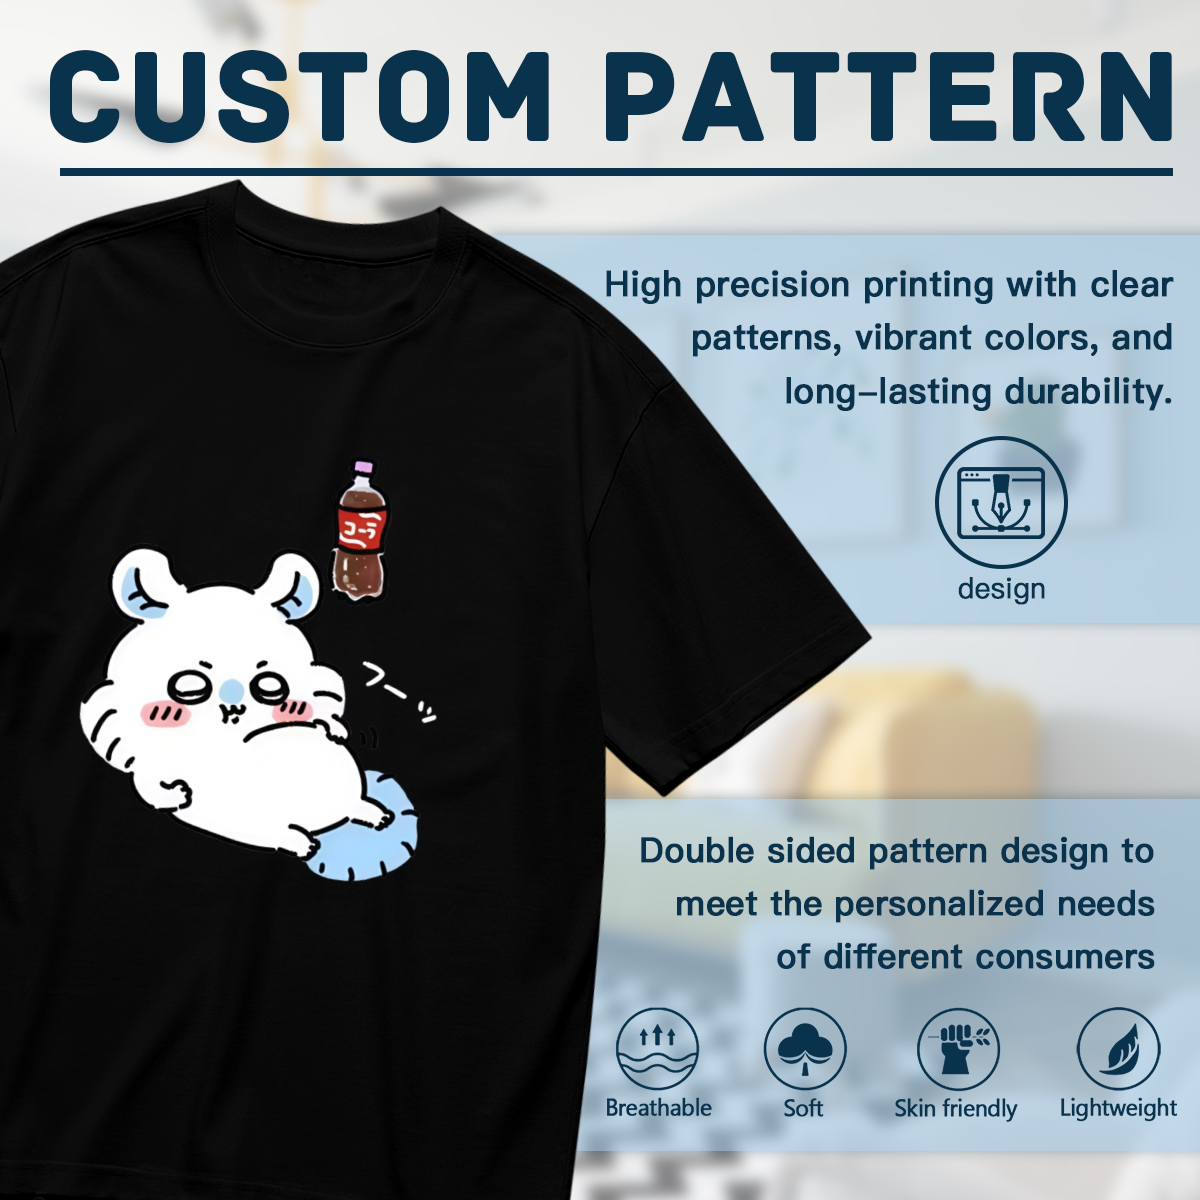 CUSTOM PATTERN
High precision printing with clear
patterns, vibrant colors, and
long-lasting durability.
design
コーラ
フーッ
Double sided pattern design to
meet the personalized needs
of different consumers
Breathable
Soft
Skin friendly
Lightweight